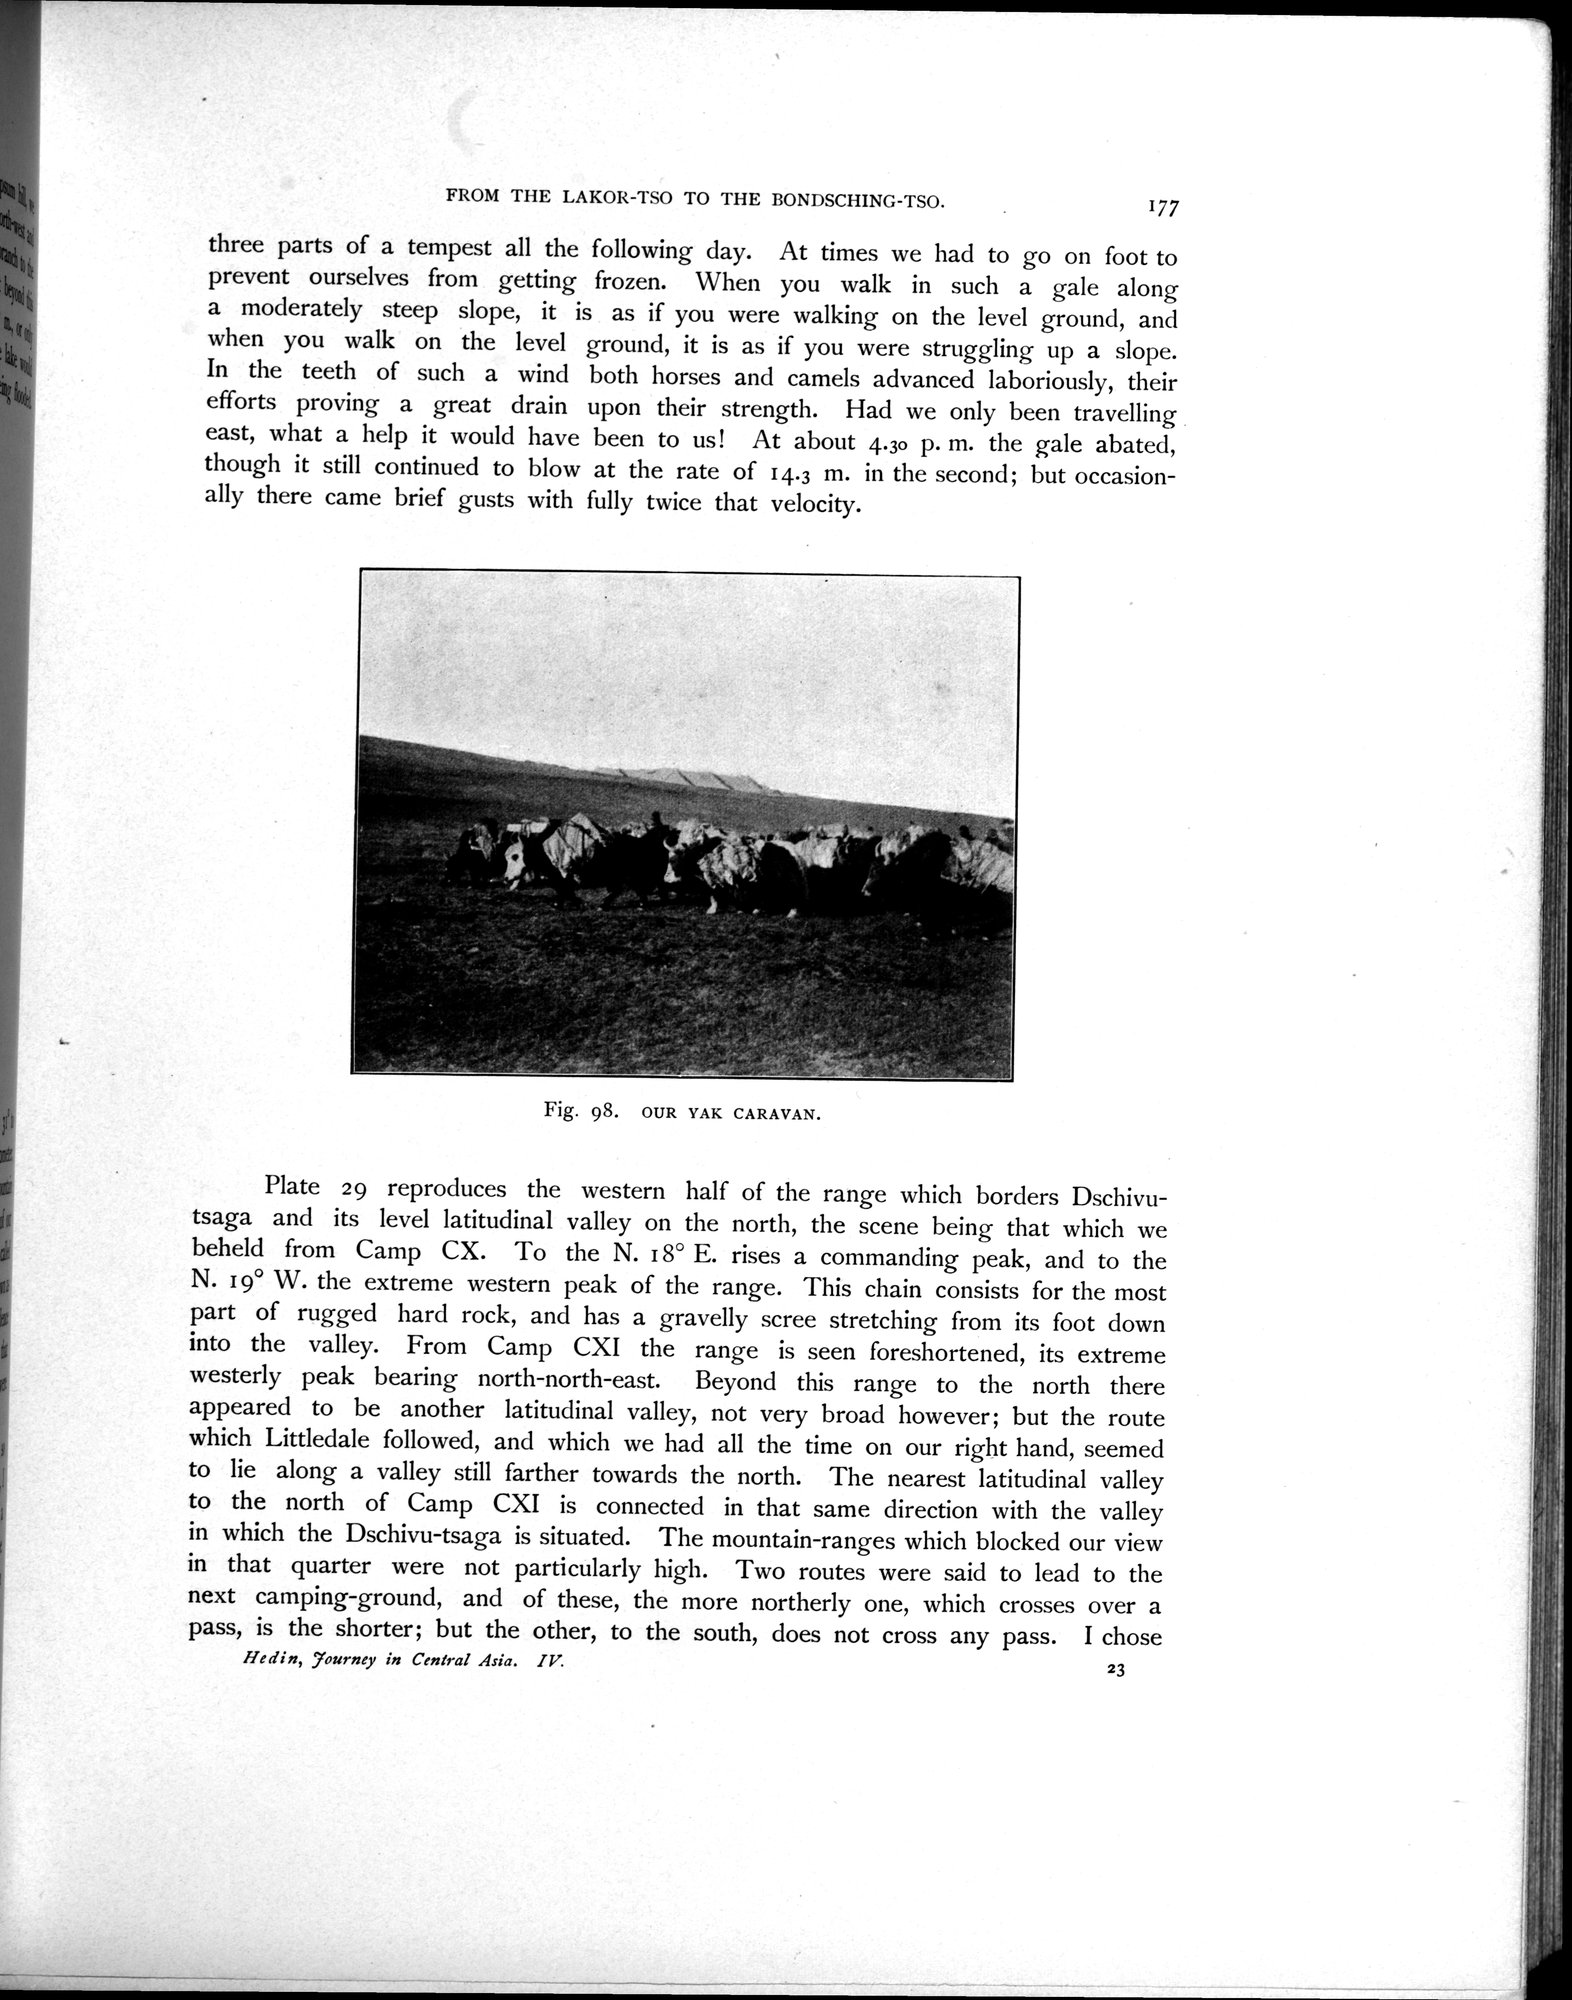 FROM THE LAKOR-TSO TO THE BONDSCHING-TSO. 177
three parts of a tempest all the following day. At times we had to go on foot to
prevent ourselves from getting frozen. When you walk in such a gale along
a moderately steep slope, it is as if you were walking on the level ground, and
when you walk on the level ground, it is as if you were struggling up a slope.
In the teeth of such a wind both horses and camels advanced laboriously, their
efforts proving a great drain upon their strength. Had we only been travelling
east, what a help it would have been to us! At about 4.30 p. m. the gale abated,
though it still continued to blow at the rate of 14.3 m. in the second; but occasion-
ally there came brief gusts with fully twice that velocity.
Fig. 98. OUR YAK CARAVAN.
Plate 29 reproduces the western half of the range which borders Dschivu-
tsaga and its level latitudinal valley on the north, the scene being that which we
beheld from Camp CX. To the N. 18° E. rises a commanding peak, and to the
N. 19° W. the extreme western peak of the range. This chain consists for the most
part of rugged hard rock, and has a gravelly scree stretching from its foot down
into the valley. From Camp CXI the range is seen foreshortened, its extreme
westerly peak bearing north-north-east. Beyond this range to the north there
appeared to be another latitudinal valley, not very broad however; but the route
which Littledale followed, and which we had all the time on our right hand, seemed
to lie along a valley still farther towards the north. The nearest latitudinal valley
to the north of Camp CXI is connected in that same direction with the valley
in which the Dschivu-tsaga is situated. The mountain-ranges which blocked our view
in that quarter were not particularly high. Two routes were said to lead to the
next camping-ground, and of these, the more northerly one, which crosses over a
pass, is the shorter; but the other, to the south, does not cross any pass. I chose
Hedin, Journey in Central Asia. IV. 23